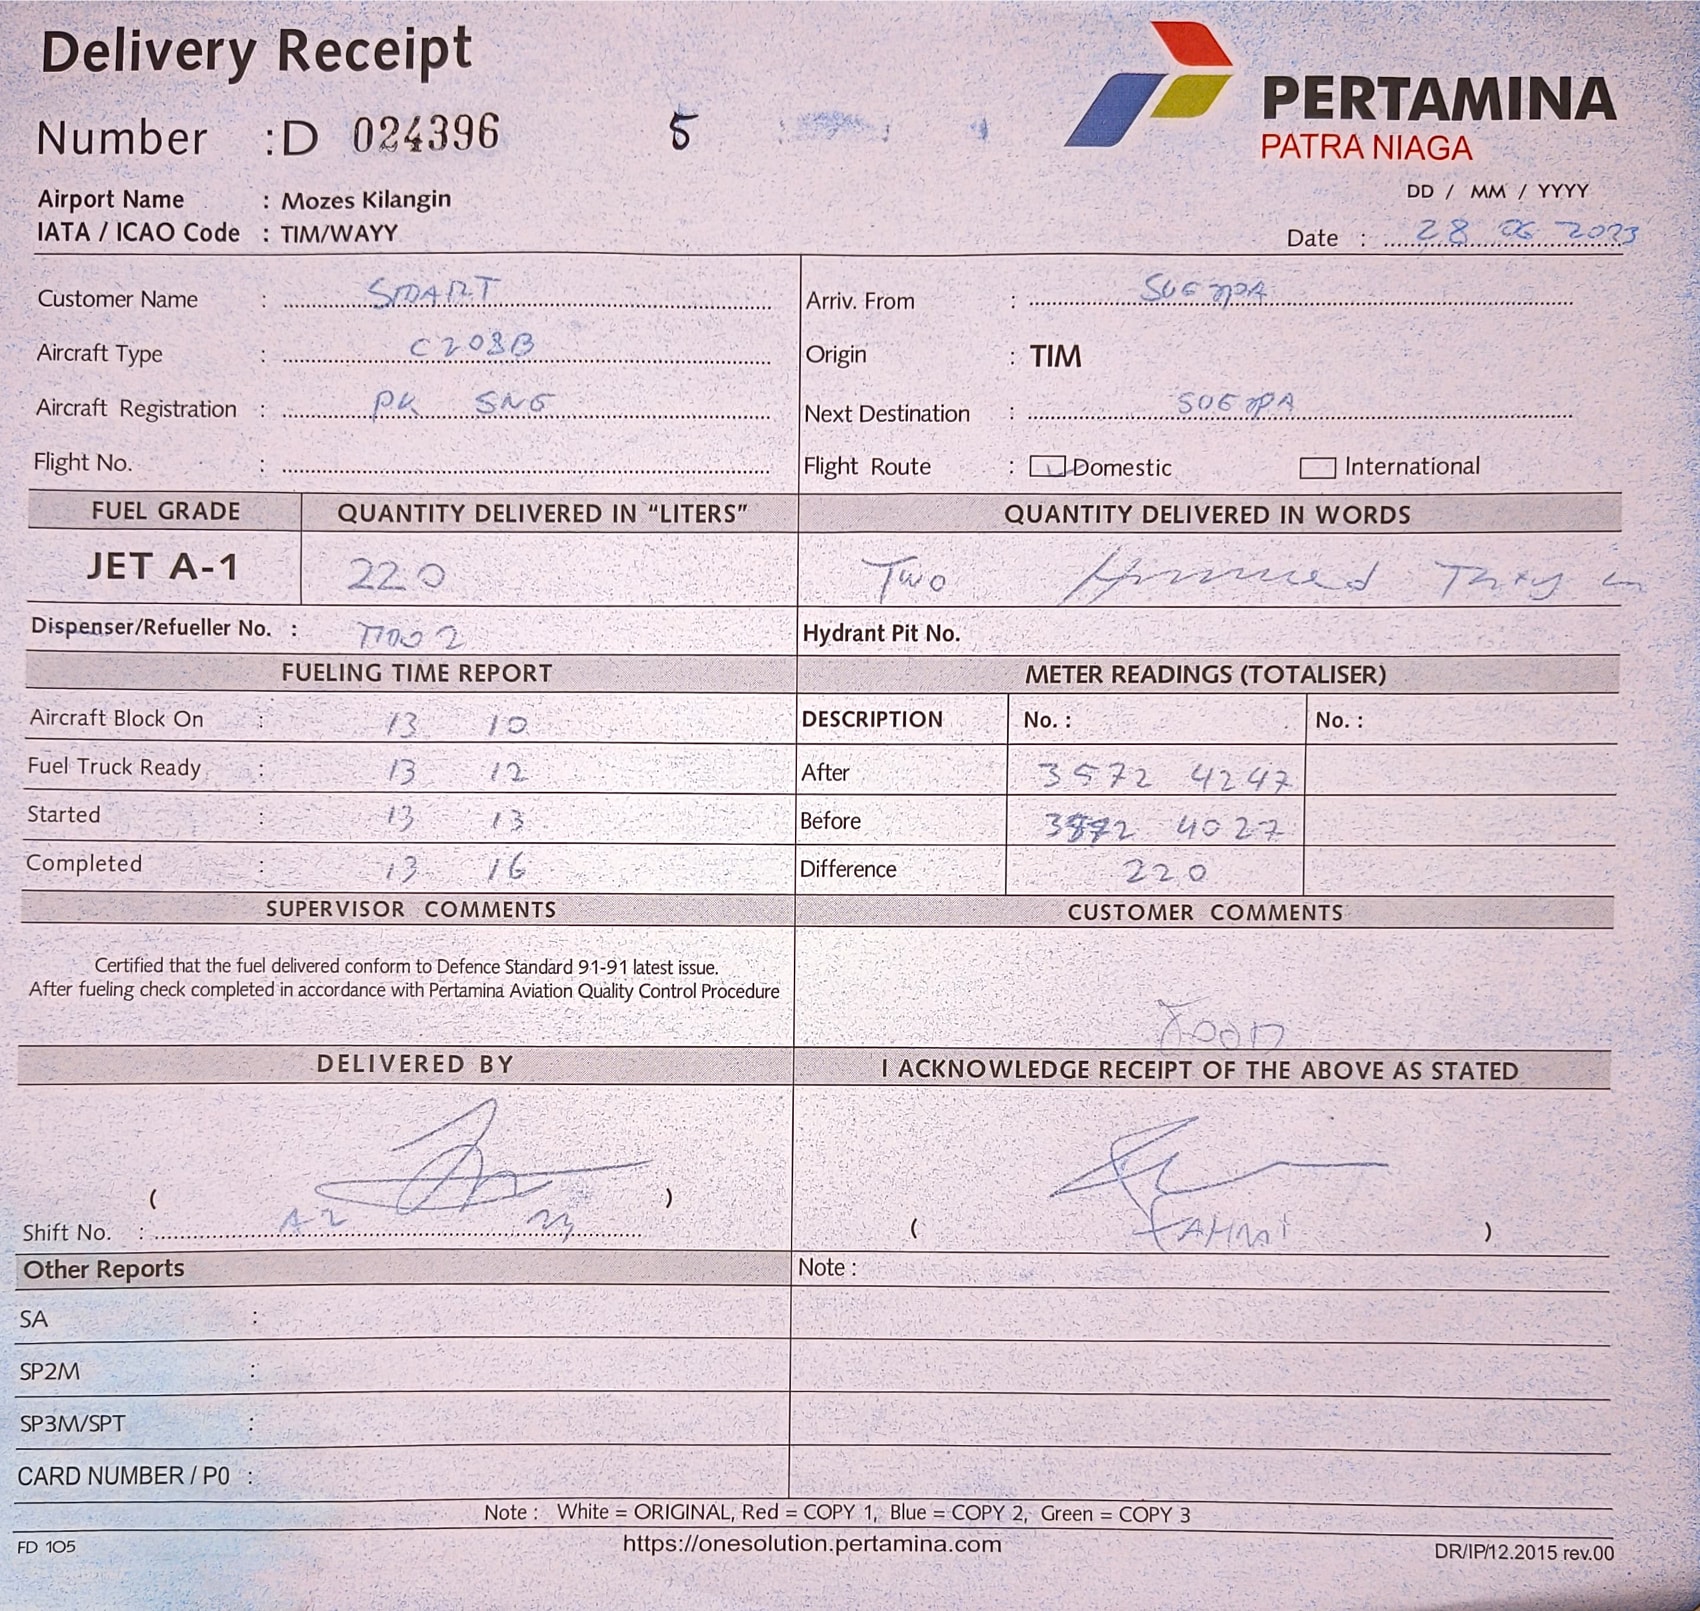 Delivery Receipt
PERTAMINA
PATRA NIAGA
Number : D 024396 5
Airport Name : Mozes Kilangin
DD / MM / YYYY
IATA / ICAO Code : TIM/WAYY
Date : 28 06 2023
Customer Name : SMART
Arriv. From :
Aircraft Type : C208B
Origin : TIM
Aircraft Registration : PK SNG
Next Destination :
Flight No. :
Flight Route : Domestic International
FUEL GRADE QUANTITY DELIVERED IN “LITERS” QUANTITY DELIVERED IN WORDS
JET A-1 220 Two
Dispenser/Refueller No. :
Hydrant Pit No.
FUELING TIME REPORT METER READINGS (TOTALISER)
Aircraft Block On : 13 10 DESCRIPTION No. : No. :
Fuel Truck Ready : 13 12 After 3572 4247
Started : 13 13 Before 4027
Completed : 13 16 Difference 220
SUPERVISOR COMMENTS CUSTOMER COMMENTS
Certified that the fuel delivered conform to Defence Standard 91-91 latest issue.
After fueling check completed in accordance with Pertamina Aviation Quality Control Procedure
DELIVERED BY I ACKNOWLEDGE RECEIPT OF THE ABOVE AS STATED
( )
Shift No. : A-2 23
( FAHMI )
Other Reports Note :
SA :
SP2M :
SP3M/SPT :
CARD NUMBER / P0 :
Note : White = ORIGINAL, Red = COPY 1, Blue = COPY 2, Green = COPY 3
FD 105 https://onesolution.pertamina.com DR/IP/12.2015 rev.00